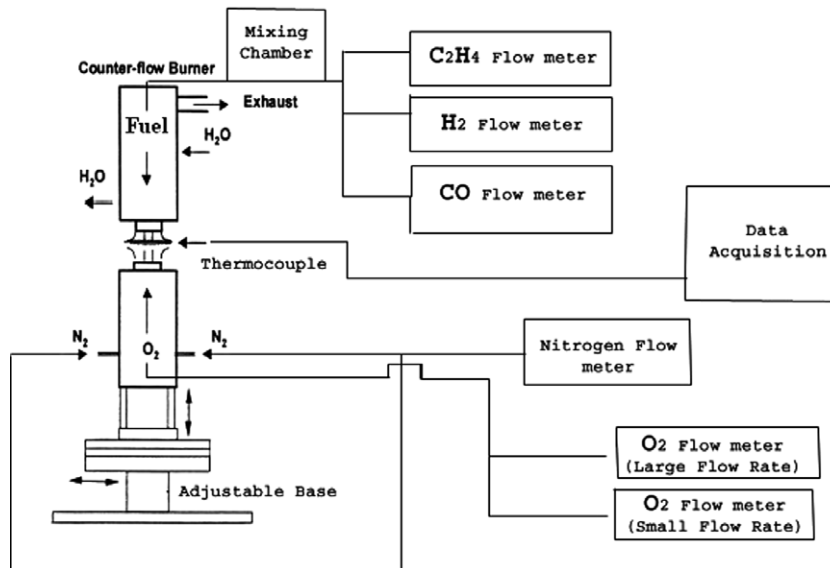 Mixing
Chamber
Counter-flow Burner
C2H4 Flow meter
Exhaust
Fuel
H2 Flow meter
H₂O
H₂O
CO Flow meter
Data
Acquisition
Thermocouple
N₂
N₂
O₂
Nitrogen Flow
meter
O2 Flow meter
(Large Flow Rate)
Adjustable Base
O2 Flow meter
(Small Flow Rate)